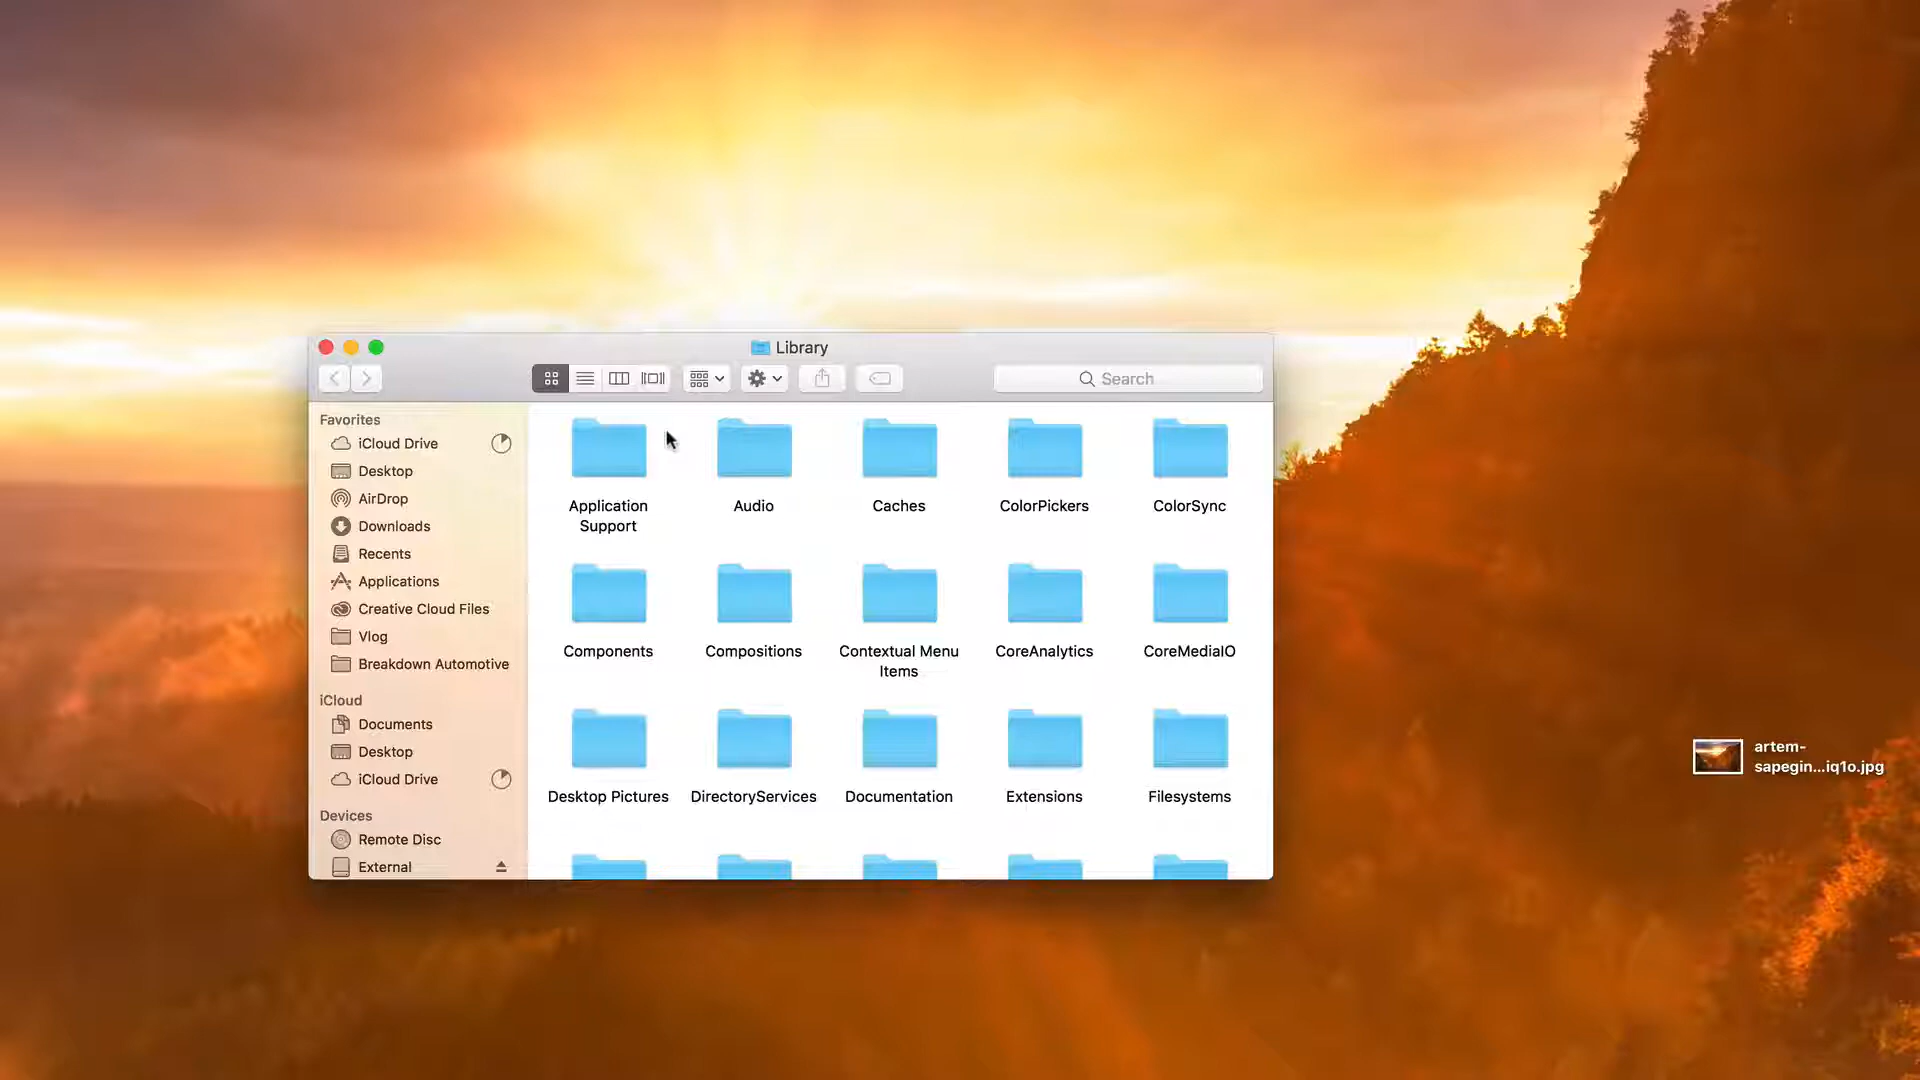 Library
Search
Favorites
iCloud Drive
Desktop
AirDrop
Downloads
Recents
Applications
Creative Cloud Files
Vlog
Breakdown Automotive
iCloud
Documents
Desktop
iCloud Drive
Devices
Remote Disc
External
Application
Support
Audio
Caches
ColorPickers
ColorSync
Components
Compositions
Contextual Menu
Items
CoreAnalytics
CoreMediaIO
Desktop Pictures
DirectoryServices
Documentation
Extensions
Filesystems
artem-
sapegin...iq1o.jpg